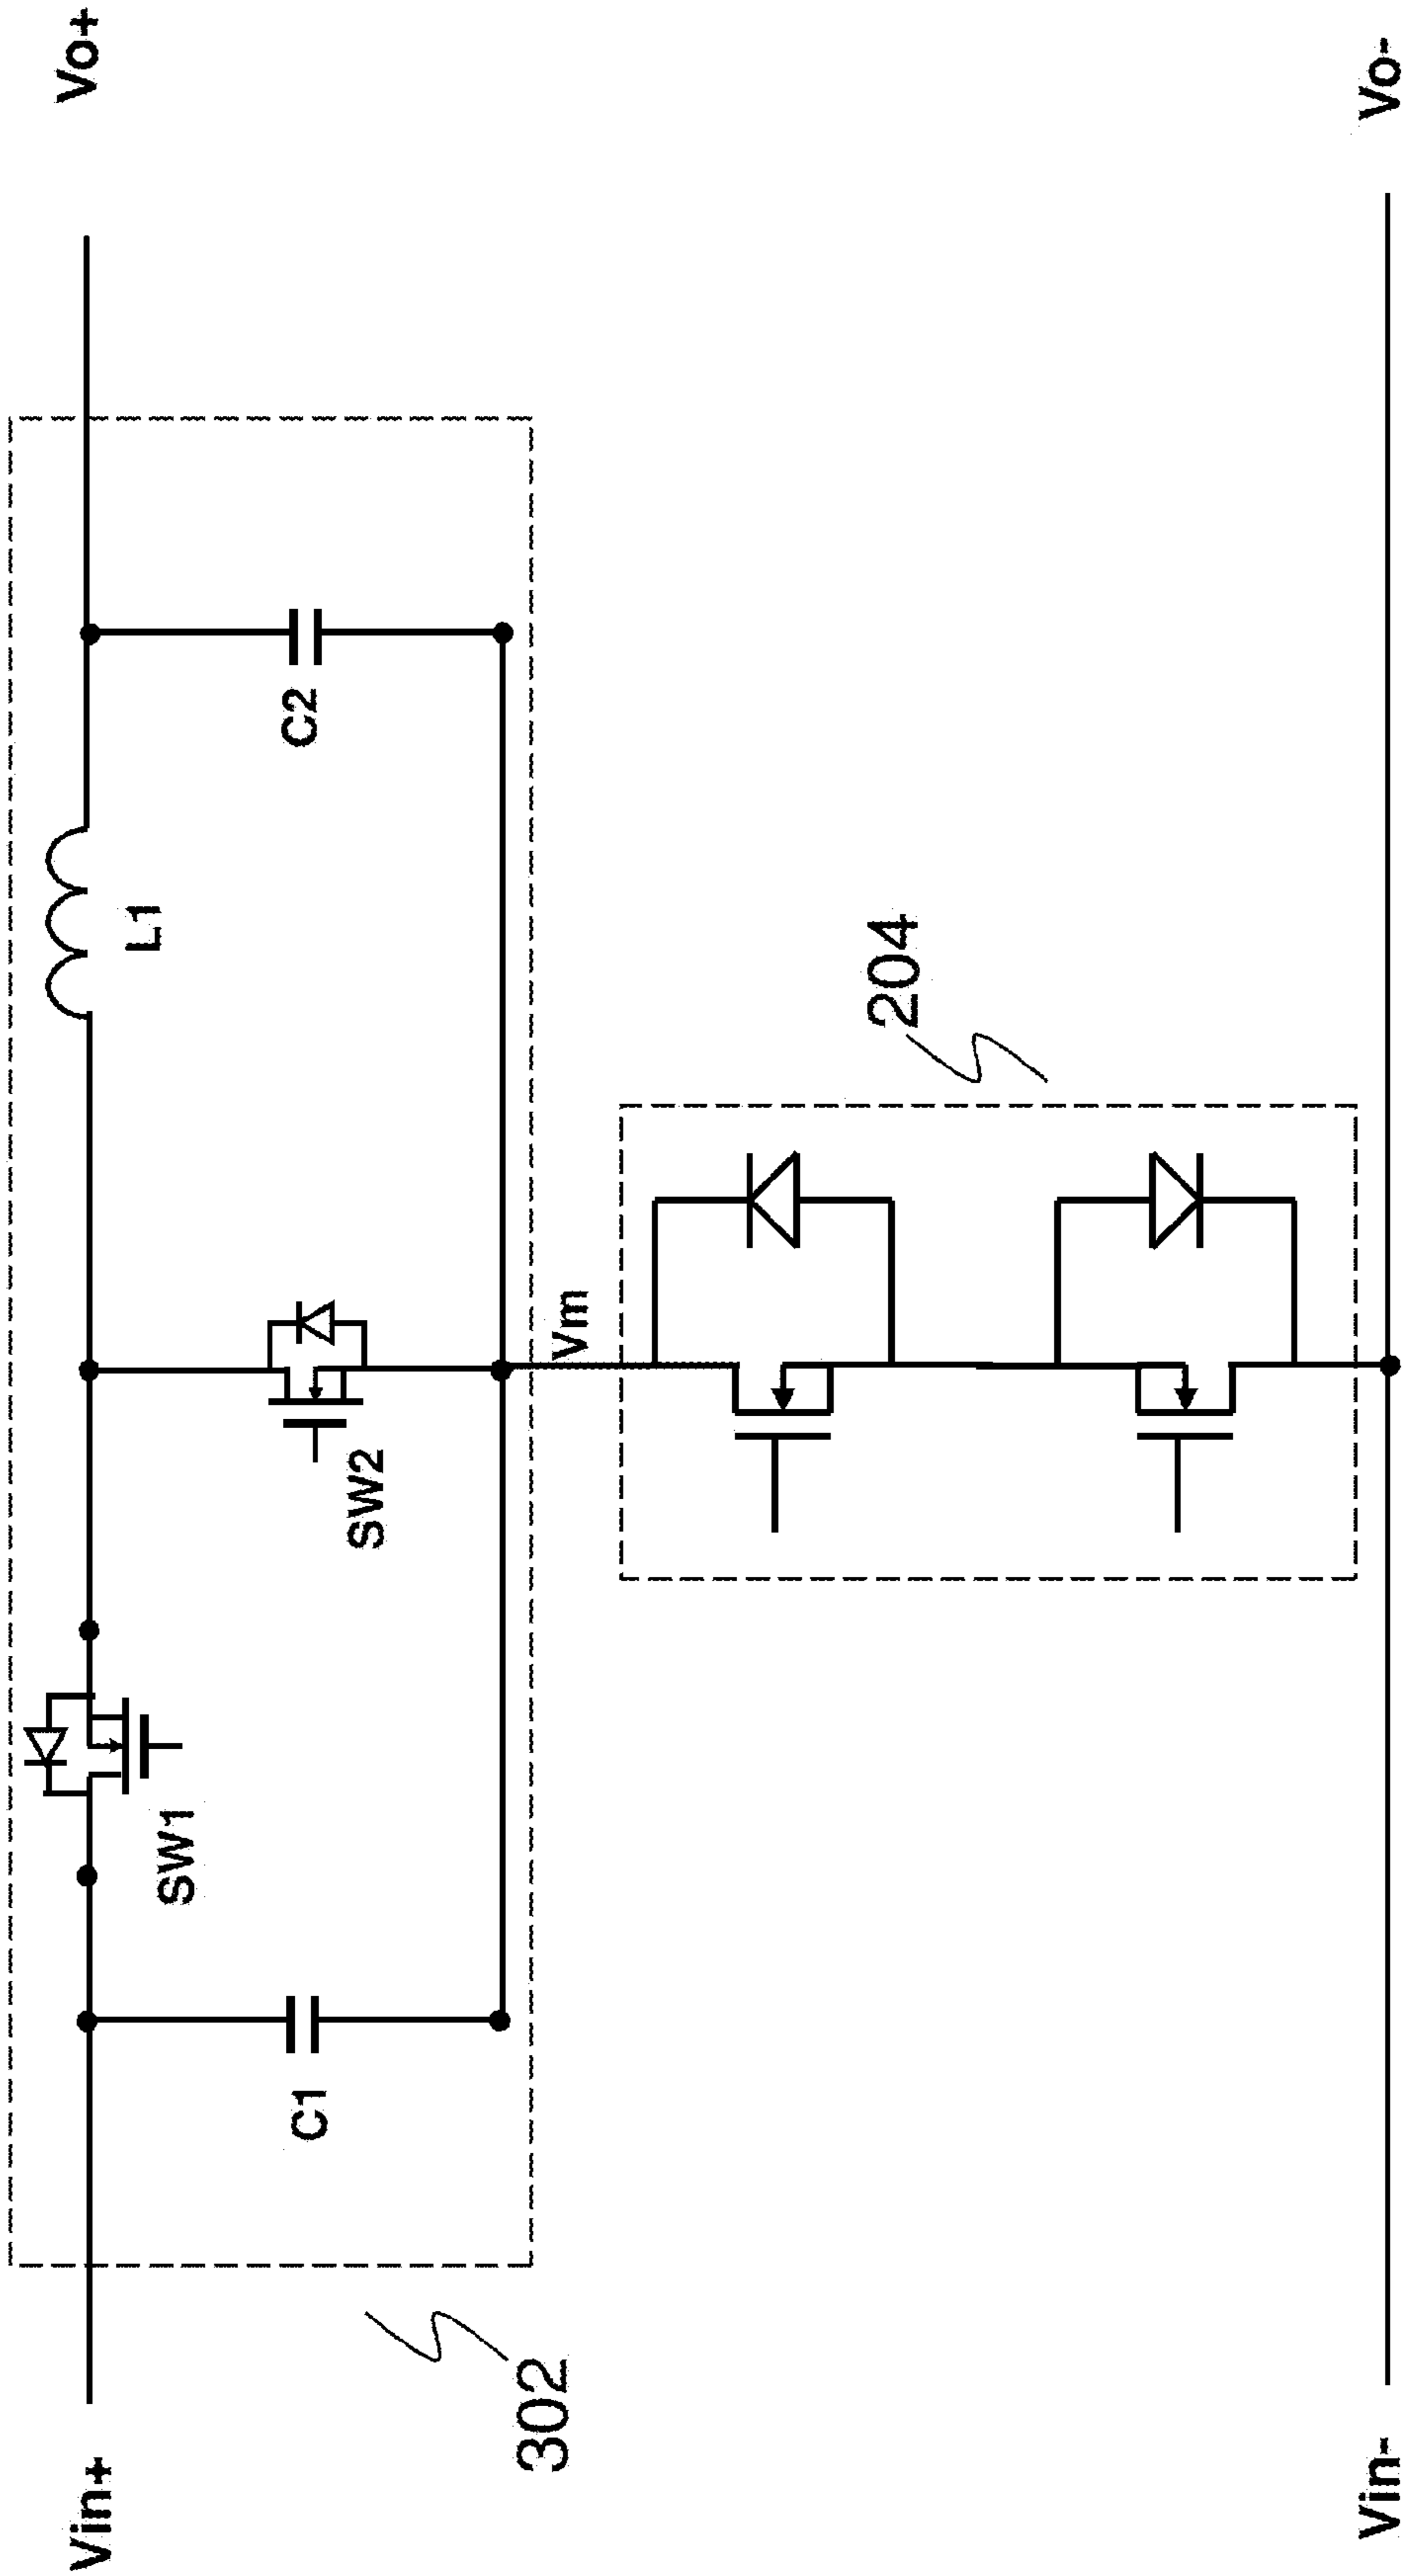 Vin+
Vo+
L1
SW1
SW2
C1
C2
302
Vm
204
Vin-
Vo-